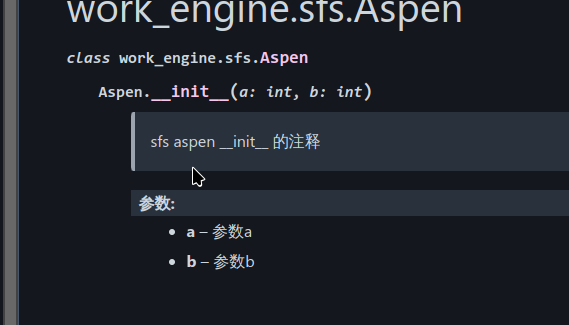 work_engine.sfs.Aspen
class work_engine.sfs.Aspen
Aspen.__init__(a: int, b: int)
sfs aspen __init__ 的注释
参数:
• a – 参数a
• b – 参数b